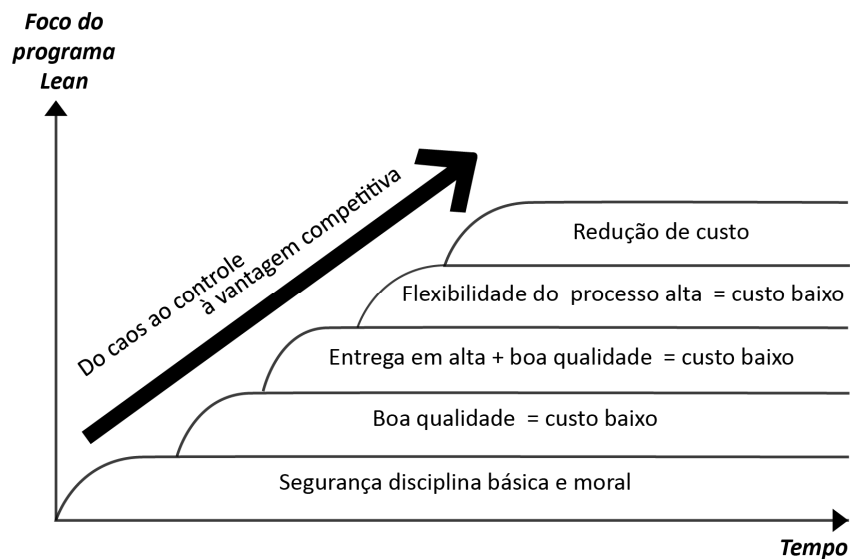 Foco do
programa
Lean
Do caos ao controle
à vantagem competitiva
Redução de custo
Flexibilidade do processo alta = custo baixo
Entrega em alta + boa qualidade = custo baixo
Boa qualidade = custo baixo
Segurança disciplina básica e moral
Tempo